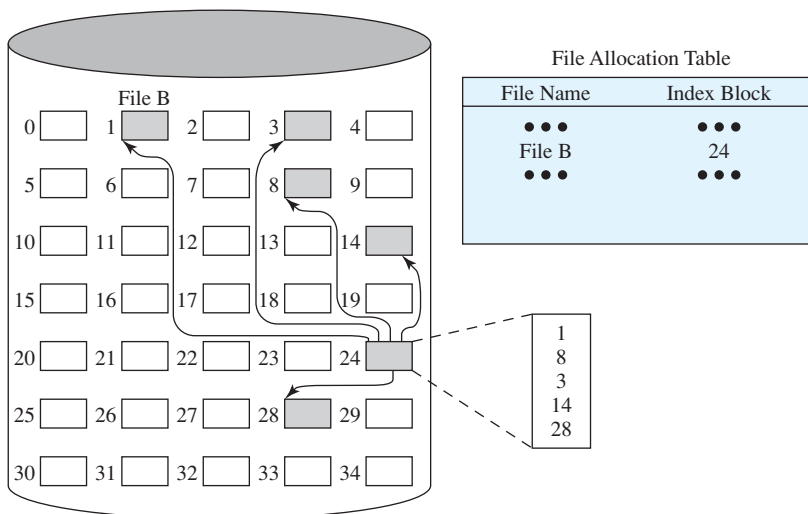 File Allocation Table
File Name Index Block
••• •••
File B 24
••• •••
File B
0 1 2 3 4
5 6 7 8 9
10 11 12 13 14
15 16 17 18 19
20 21 22 23 24
25 26 27 28 29
30 31 32 33 34
1
8
3
14
28